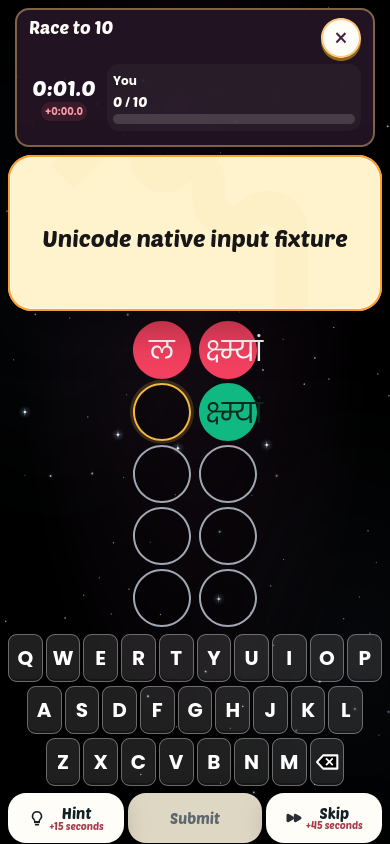 Race to 10
×
0:01.0
+0:00.0
You
0 / 10
Unicode native input fixture
ल क्ष्म्यां
क्ष्म्यां
Q W E R T Y U I O P
A S D F G H J K L
Z X C V B N M
Hint
+15 seconds
Submit
Skip
+45 seconds